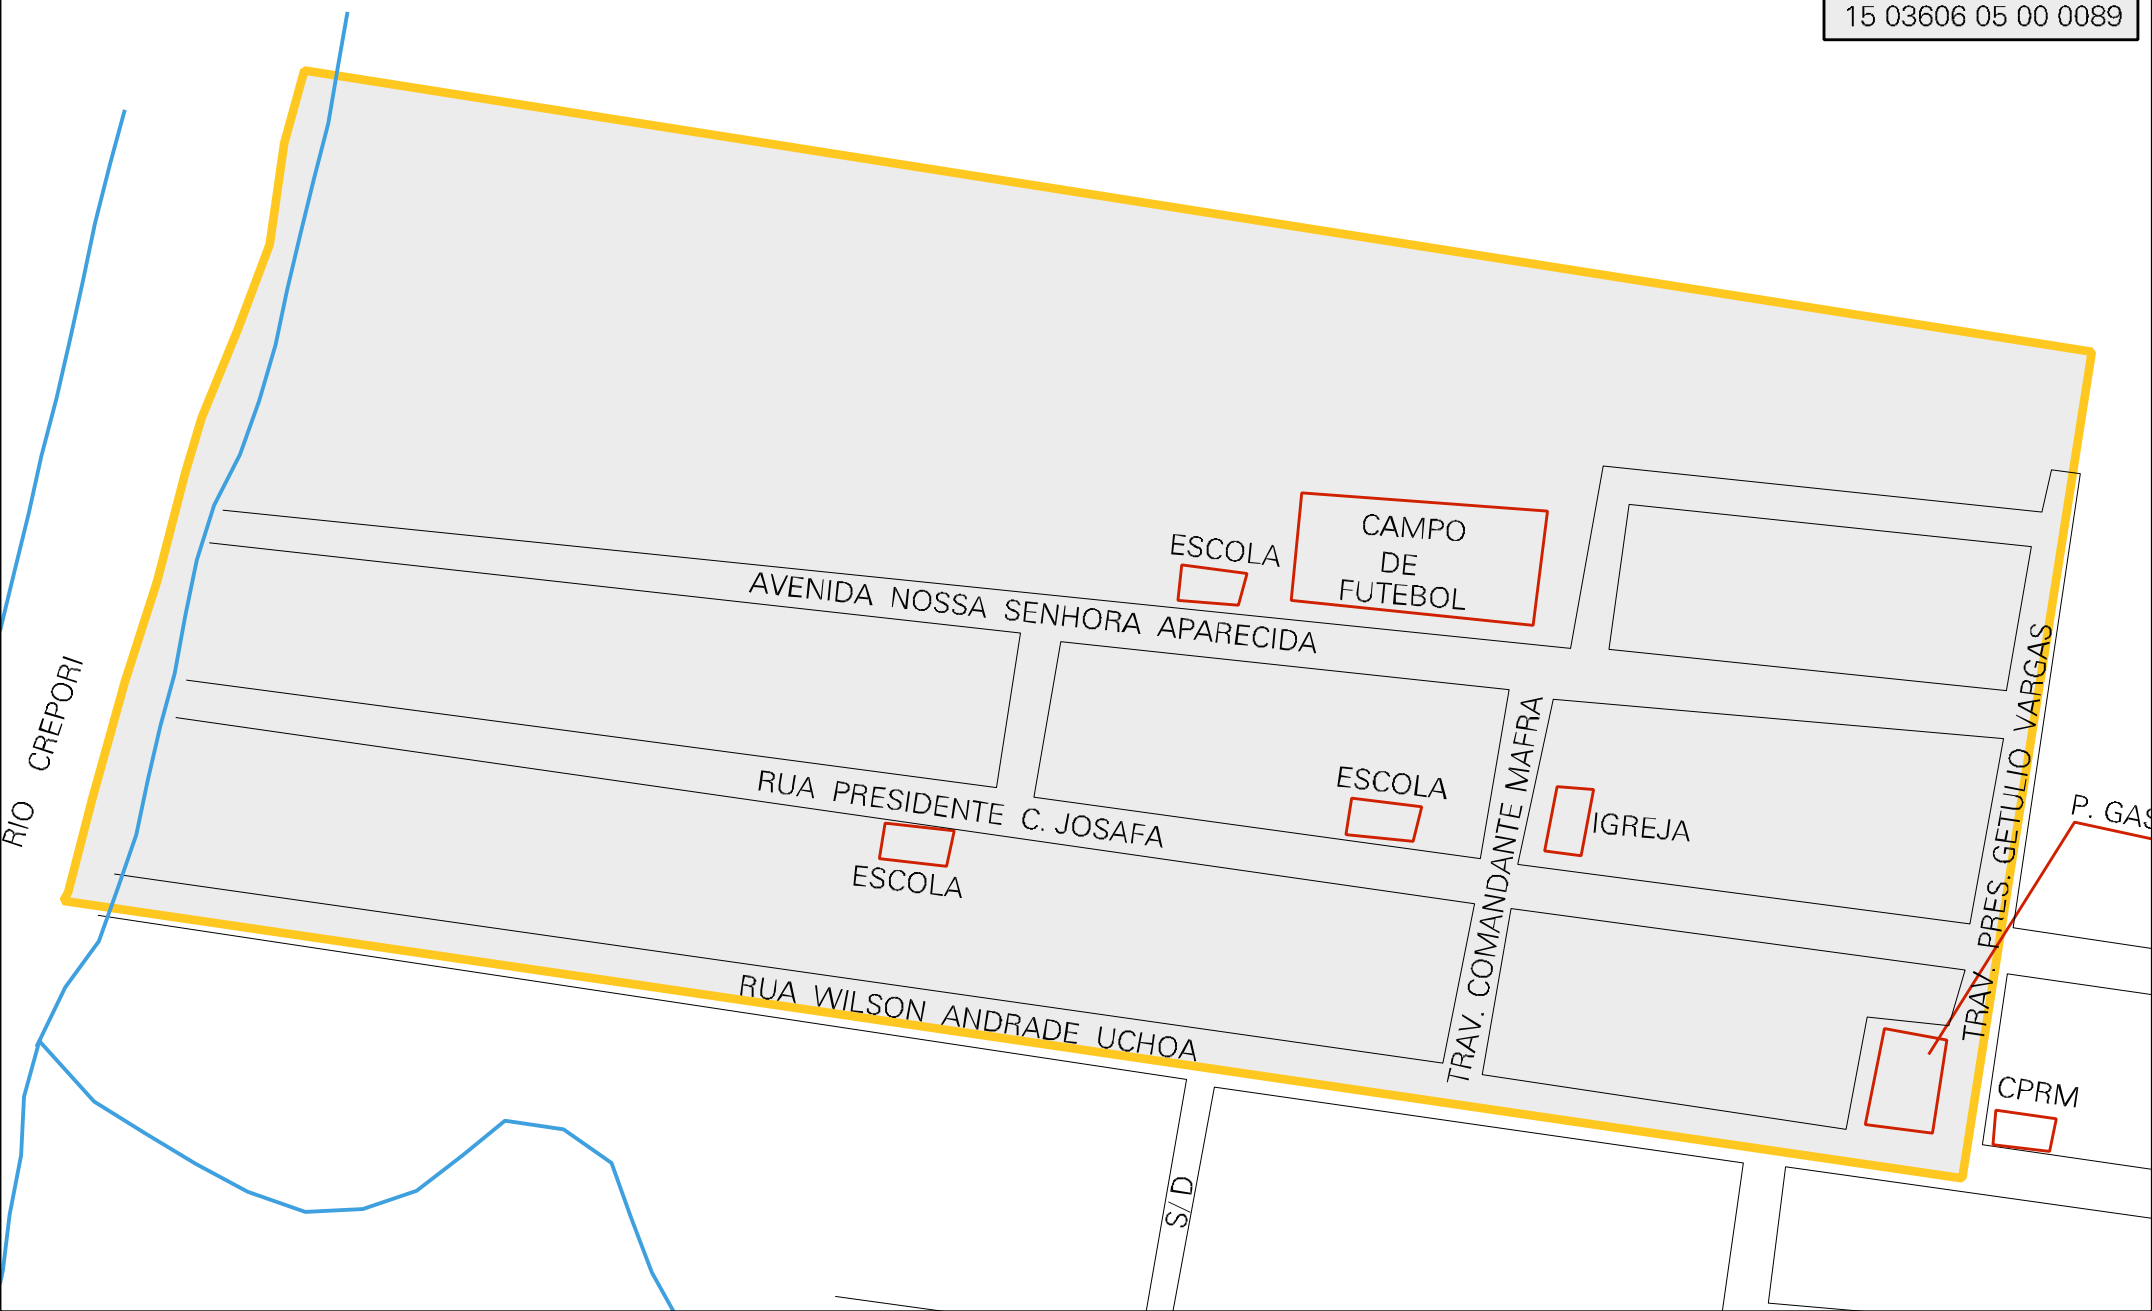 15 03606 05 00 0089
CAMPO
DE
FUTEBOL
ESCOLA
AVENIDA NOSSA SENHORA APARECIDA
TRAV. PRES. GETULIO VARGAS
RIO CREPORI
TRAV. COMANDANTE MAFRA
ESCOLA
RUA PRESIDENTE C. JOSAFA
IGREJA
P. GAS
ESCOLA
RUA WILSON ANDRADE UCHOA
CPRM
S/D